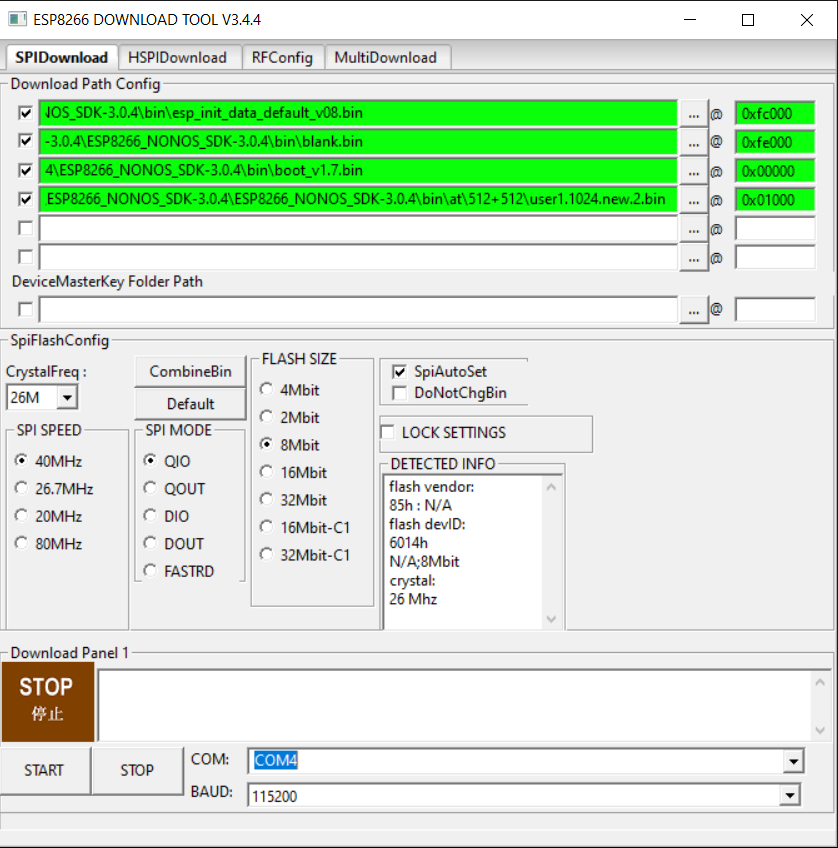 ESP8266 DOWNLOAD TOOL V3.4.4
SPIDownload HSPIDownload RFConfig MultiDownload
Download Path Config
NOS_SDK-3.0.4\bin\esp_init_data_default_v08.bin ... @ 0xfc000
-3.0.4\ESP8266_NONOS_SDK-3.0.4\bin\blank.bin ... @ 0xfe000
4\ESP8266_NONOS_SDK-3.0.4\bin\boot_v1.7.bin ... @ 0x00000
ESP8266_NONOS_SDK-3.0.4\ESP8266_NONOS_SDK-3.0.4\bin\at\512+512\user1.1024.new.2.bin ... @ 0x01000
... @
... @
DeviceMasterKey Folder Path
... @
SpiFlashConfig
CrystalFreq :
26M
SPI SPEED
40MHz
26.7MHz
20MHz
80MHz
CombineBin
Default
SPI MODE
QIO
QOUT
DIO
DOUT
FASTRD
FLASH SIZE
4Mbit
2Mbit
8Mbit
16Mbit
32Mbit
16Mbit-C1
32Mbit-C1
SpiAutoSet
DoNotChgBin
LOCK SETTINGS
DETECTED INFO
flash vendor:
85h : N/A
flash devID:
6014h
N/A;8Mbit
crystal:
26 Mhz
Download Panel 1
STOP
停止
START STOP
COM: COM4
BAUD: 115200